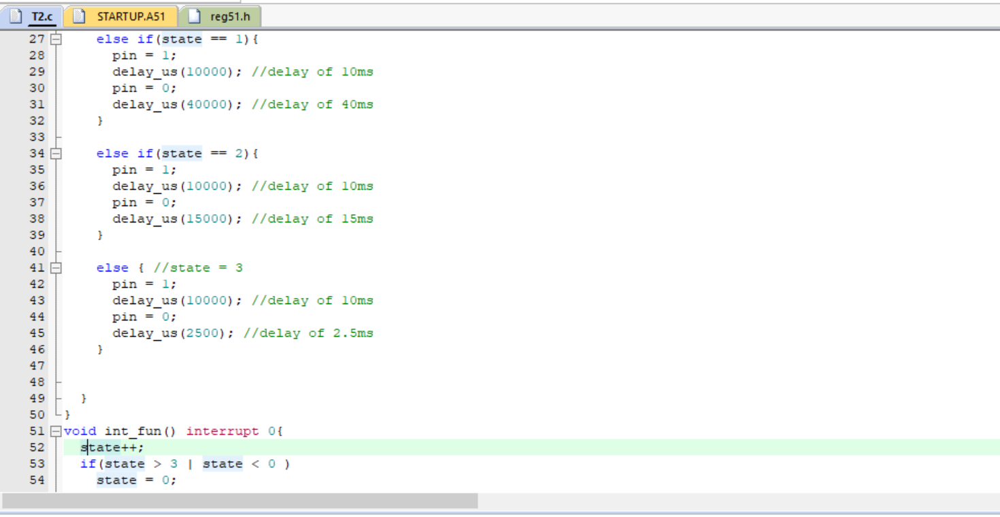 T2.c STARTUP.A51 reg51.h
27 else if(state == 1){
28 pin = 1;
29 delay_us(10000); //delay of 10ms
30 pin = 0;
31 delay_us(40000); //delay of 40ms
32 }
33
34 else if(state == 2){
35 pin = 1;
36 delay_us(10000); //delay of 10ms
37 pin = 0;
38 delay_us(15000); //delay of 15ms
39 }
40
41 else { //state = 3
42 pin = 1;
43 delay_us(10000); //delay of 10ms
44 pin = 0;
45 delay_us(2500); //delay of 2.5ms
46 }
47
48
49 }
50 }
51 void int_fun() interrupt 0{
52 state++;
53 if(state > 3 | state < 0 )
54 state = 0;